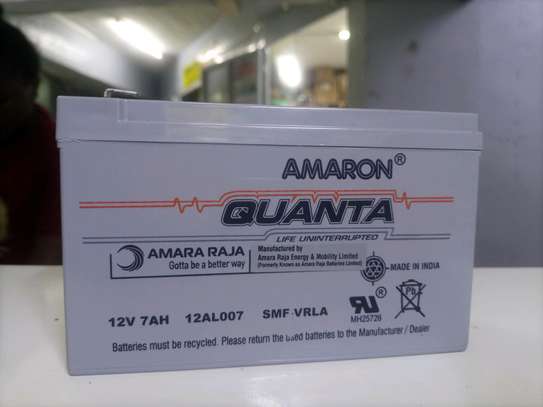 AMARON®
QUANTA
LIFE UNINTERRUPTED
AMARA RAJA
Gotta be a better way
Manufactured by
Amara Raja Energy & Mobility Limited
(Formerly Known as Amara Raja Batteries Limited)
MADE IN INDIA
12V 7AH 12AL007 SMF VRLA
MH25728
Pb
Batteries must be recycled. Please return the used batteries to the Manufacturer / Dealer